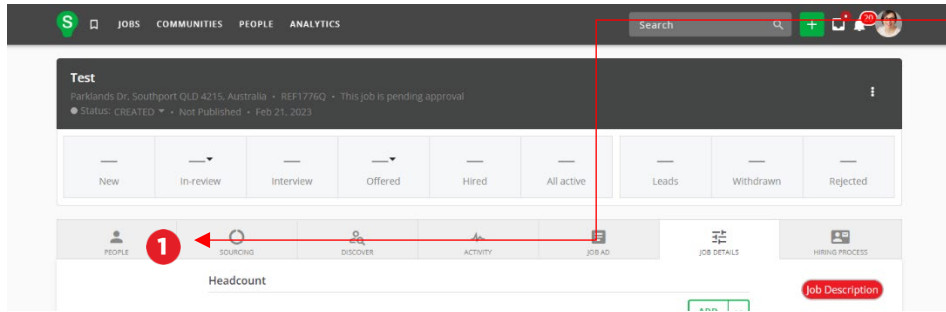 S JOBS COMMUNITIES PEOPLE ANALYTICS Search + 20
Test
Parklands Dr, Southport QLD 4215, Australia • REF1776Q • This job is pending approval
Status: CREATED • Not Published • Feb 21, 2023
New In-review Interview Offered Hired All active Leads Withdrawn Rejected
PEOPLE 1 SOURCING DISCOVER ACTIVITY JOB AD JOB DETAILS HIRING PROCESS
Headcount
Job Description
ADD